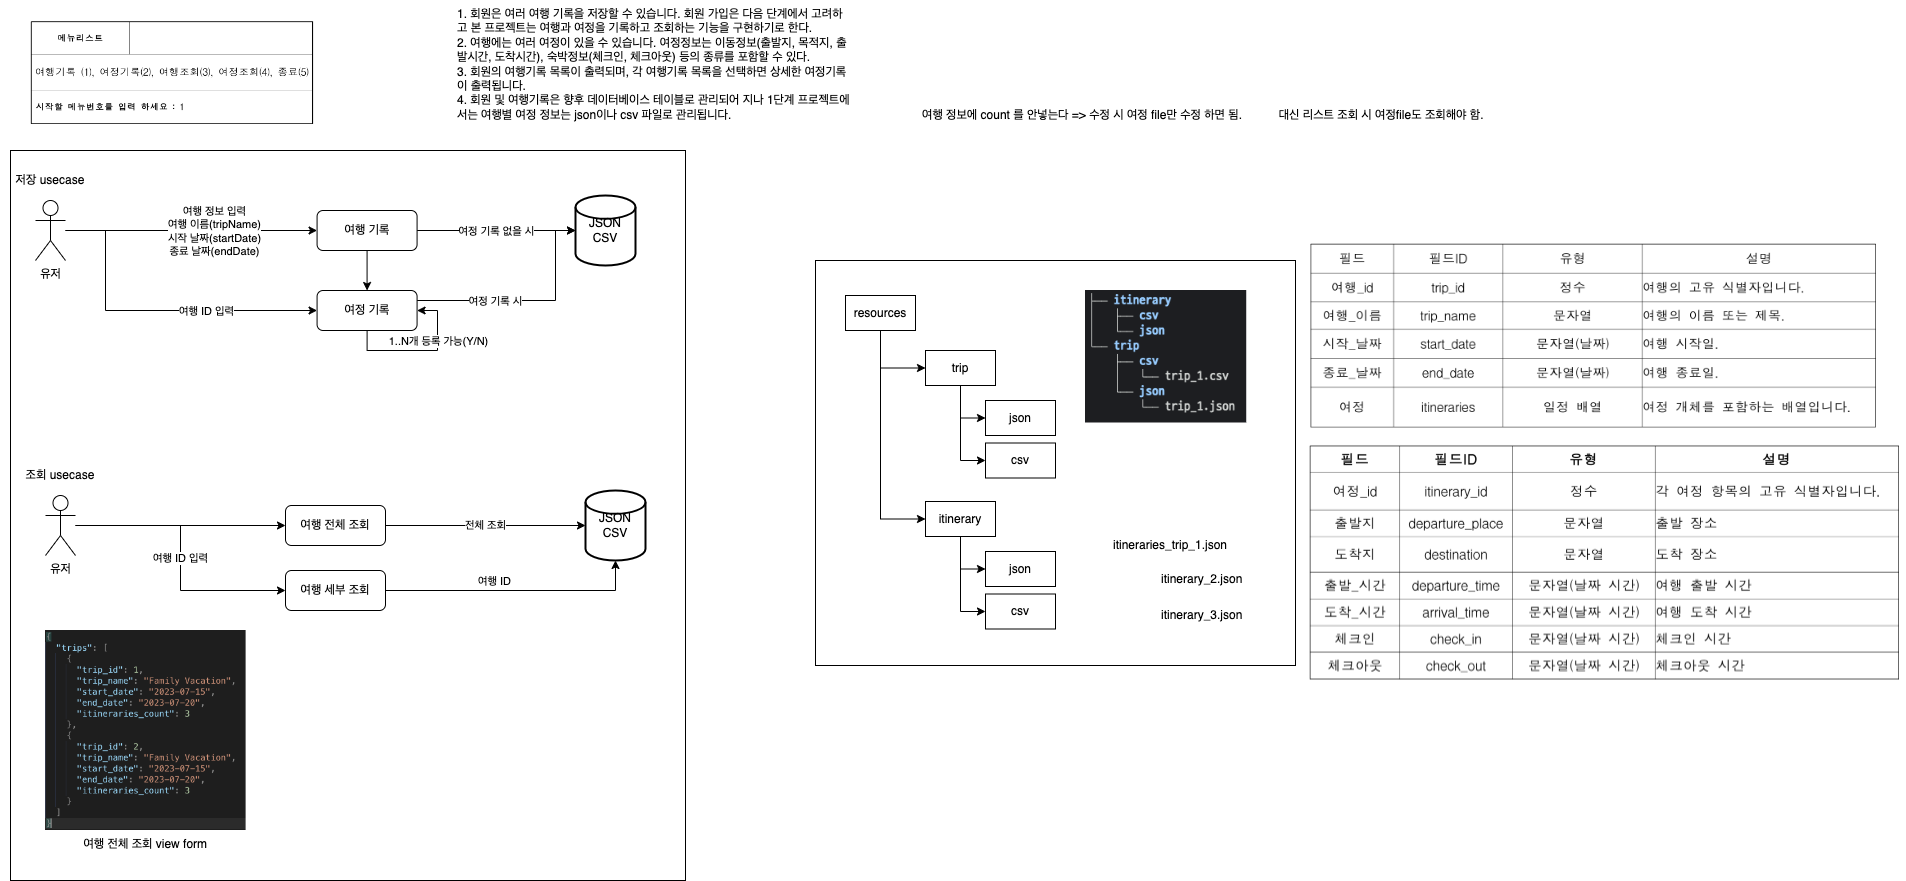 메뉴리스트
여행기록 (1), 여정기록(2), 여행조회(3), 여정조회(4), 종료(5)
시작할 메뉴번호를 입력 하세요 : 1
1. 회원은 여러 여행 기록을 저장할 수 있습니다. 회원 가입은 다음 단계에서 고려하
고 본 프로젝트는 여행과 여정을 기록하고 조회하는 기능을 구현하기로 한다.
2. 여행에는 여러 여정이 있을 수 있습니다. 여정정보는 이동정보(출발지, 목적지, 출
발시간, 도착시간), 숙박정보(체크인, 체크아웃) 등의 종류를 포함할 수 있다.
3. 회원의 여행기록 목록이 출력되며, 각 여행기록 목록을 선택하면 상세한 여정기록
이 출력됩니다.
4. 회원 및 여행기록은 향후 데이터베이스 테이블로 관리되어 지나 1단계 프로젝트에
서는 여행별 여정 정보는 json이나 csv 파일로 관리됩니다.
여행 정보에 count 를 안넣는다 => 수정 시 여정 file만 수정 하면 됨.
대신 리스트 조회 시 여정file도 조회해야 함.
저장 usecase
유저
여행 정보 입력
여행 이름(tripName)
시작 날짜(startDate)
종료 날짜(endDate)
여행 기록
여정 기록 없을 시
JSON
CSV
여행 ID 입력
여정 기록
여정 기록 시
1..N개 등록 가능(Y/N)
조회 usecase
유저
여행 전체 조회
전체 조회
JSON
CSV
여행 ID 입력
여행 세부 조회
여행 ID
{
"trips": [
{
"trip_id": 1,
"trip_name": "Family Vacation",
"start_date": "2023-07-15",
"end_date": "2023-07-20",
"itineraries_count": 3
},
{
"trip_id": 2,
"trip_name": "Family Vacation",
"start_date": "2023-07-15",
"end_date": "2023-07-20",
"itineraries_count": 3
}
]
}
여행 전체 조회 view form
resources
trip
json
csv
itinerary
json
csv
itinerary
csv
json
trip
csv
trip_1.csv
json
trip_1.json
itineraries_trip_1.json
itinerary_2.json
itinerary_3.json
필드 필드ID 유형 설명
여행_id trip_id 정수 여행의 고유 식별자입니다.
여행_이름 trip_name 문자열 여행의 이름 또는 제목.
시작_날짜 start_date 문자열(날짜) 여행 시작일.
종료_날짜 end_date 문자열(날짜) 여행 종료일.
여정 itineraries 일정 배열 여정 개체를 포함하는 배열입니다.
필드 필드ID 유형 설명
여정_id itinerary_id 정수 각 여정 항목의 고유 식별자입니다.
출발지 departure_place 문자열 출발 장소
도착지 destination 문자열 도착 장소
출발_시간 departure_time 문자열(날짜 시간) 여행 출발 시간
도착_시간 arrival_time 문자열(날짜 시간) 여행 도착 시간
체크인 check_in 문자열(날짜 시간) 체크인 시간
체크아웃 check_out 문자열(날짜 시간) 체크아웃 시간